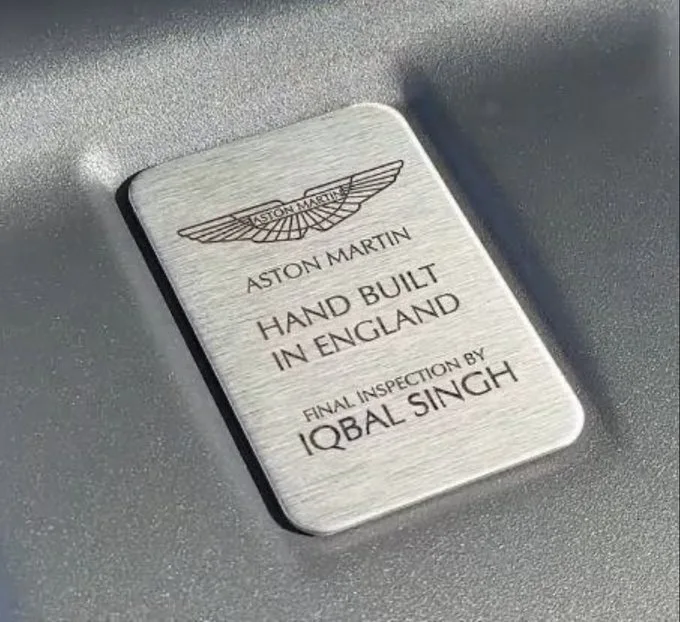 ASTON MARTIN
ASTON MARTIN
HAND BUILT
IN ENGLAND
FINAL INSPECTION BY
IQBAL SINGH